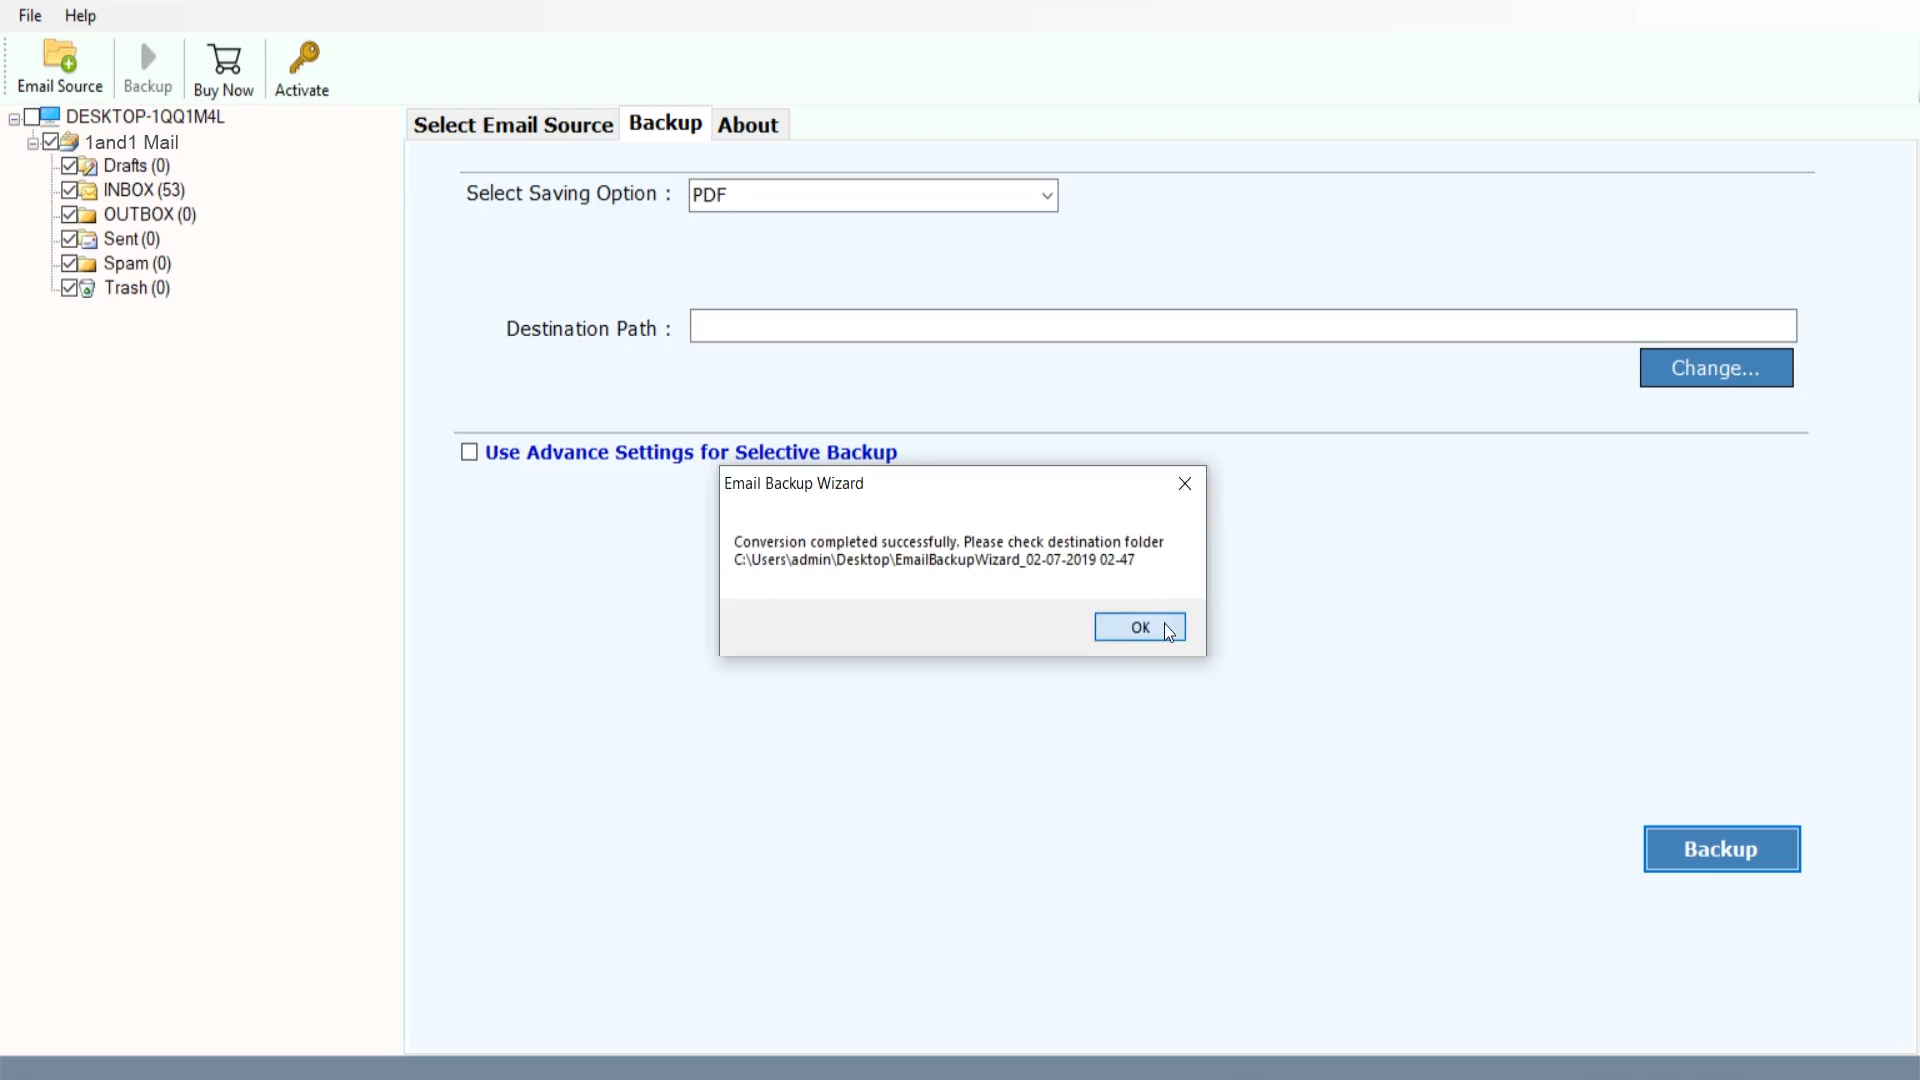 File Help
Email Source Backup Buy Now Activate
DESKTOP-1QQ1M4L
1and1 Mail
Drafts (0)
INBOX (53)
OUTBOX (0)
Sent (0)
Spam (0)
Trash (0)
Select Email Source Backup About
Select Saving Option : PDF
Destination Path :
Change...
Use Advance Settings for Selective Backup
Email Backup Wizard
Conversion completed successfully. Please check destination folder
C:\Users\admin\Desktop\EmailBackupWizard_02-07-2019 02-47
OK
Backup